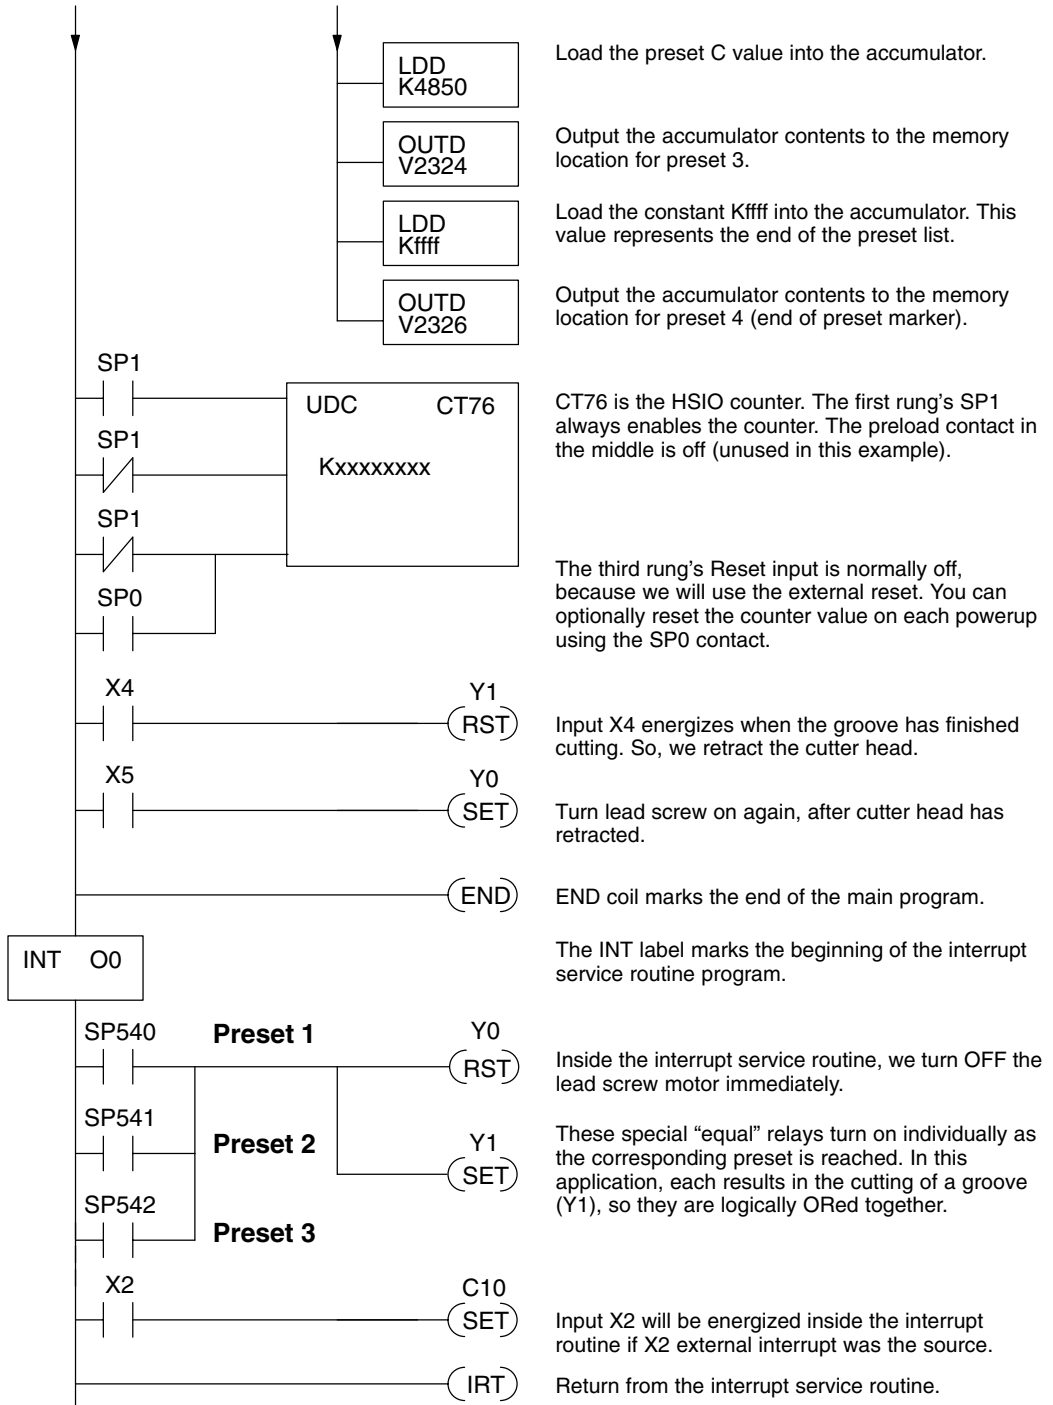 LDD
K4850
Load the preset C value into the accumulator.
OUTD
V2324
Output the accumulator contents to the memory
location for preset 3.
LDD
Kffff
Load the constant Kffff into the accumulator. This
value represents the end of the preset list.
OUTD
V2326
Output the accumulator contents to the memory
location for preset 4 (end of preset marker).
SP1
UDC CT76
SP1
Kxxxxxxxx
CT76 is the HSIO counter. The first rung’s SP1
always enables the counter. The preload contact in
the middle is off (unused in this example).
SP1
SP0
The third rung’s Reset input is normally off,
because we will use the external reset. You can
optionally reset the counter value on each powerup
using the SP0 contact.
X4
Y1
RST
Input X4 energizes when the groove has finished
cutting. So, we retract the cutter head.
X5
Y0
SET
Turn lead screw on again, after cutter head has
retracted.
END
END coil marks the end of the main program.
INT O0
The INT label marks the beginning of the interrupt
service routine program.
SP540
Preset 1
Y0
RST
Inside the interrupt service routine, we turn OFF the
lead screw motor immediately.
SP541
Preset 2
Y1
SET
These special “equal” relays turn on individually as
the corresponding preset is reached. In this
application, each results in the cutting of a groove
(Y1), so they are logically ORed together.
SP542
Preset 3
X2
C10
SET
Input X2 will be energized inside the interrupt
routine if X2 external interrupt was the source.
IRT
Return from the interrupt service routine.